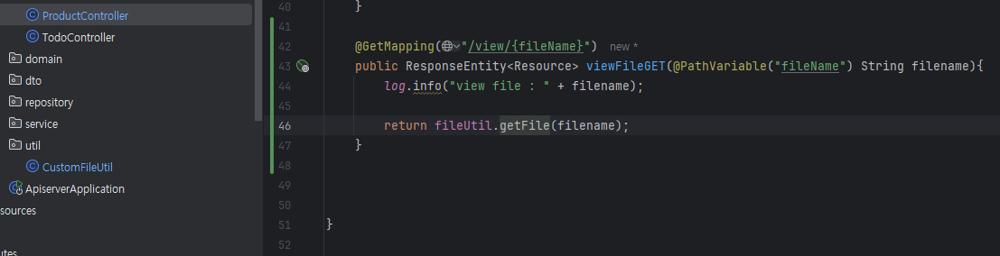 ProductController
TodoController
domain
dto
repository
service
util
CustomFileUtil
ApiserverApplication
sources
utes
40 }
41
42 @GetMapping("/view/{fileName}") new *
43 public ResponseEntity<Resource> viewFileGET(@PathVariable("fileName") String filename){
44 log.info("view file : " + filename);
45
46 return fileUtil.getFile(filename);
47 }
48
49
50
51 }
52